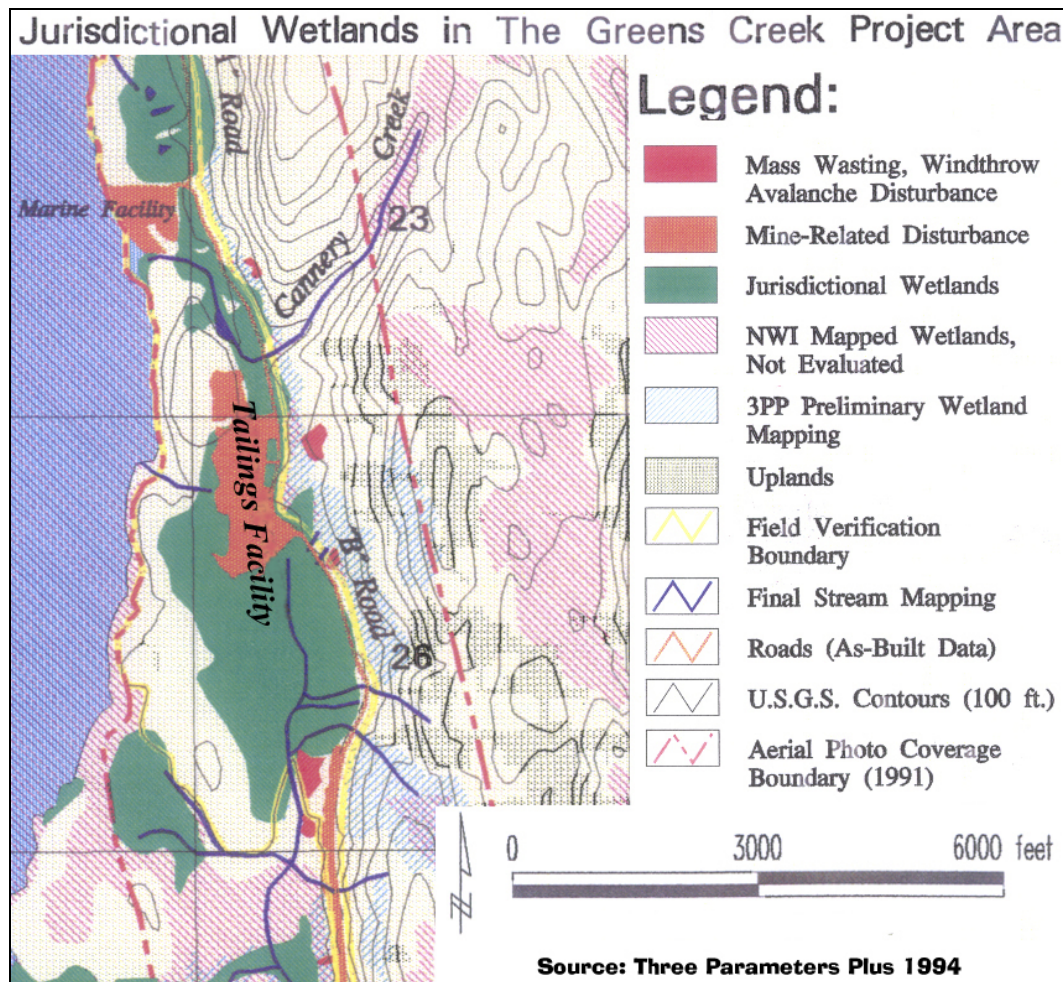 Jurisdictional Wetlands in The Greens Creek Project Area
Road
Creek
23
Marine Facility
Cannery
Tailings Facility
"B" Road
26
Legend:
Mass Wasting, Windthrow
Avalanche Disturbance
Mine-Related Disturbance
Jurisdictional Wetlands
NWI Mapped Wetlands,
Not Evaluated
3PP Preliminary Wetland
Mapping
Uplands
Field Verification
Boundary
Final Stream Mapping
Roads (As-Built Data)
U.S.G.S. Contours (100 ft.)
Aerial Photo Coverage
Boundary (1991)
N
0 3000 6000 feet
Source: Three Parameters Plus 1994